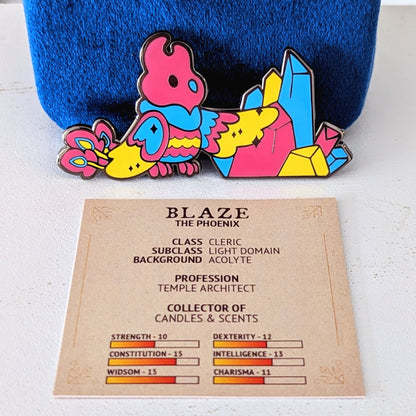 BLAZE
THE PHOENIX
CLASS CLERIC
SUBCLASS LIGHT DOMAIN
BACKGROUND ACOLYTE
PROFESSION
TEMPLE ARCHITECT
COLLECTOR OF
CANDLES & SCENTS
STRENGTH - 10 DEXTERITY - 12
CONSTITUTION - 15 INTELLIGENCE - 13
WIDSOM - 15 CHARISMA - 11